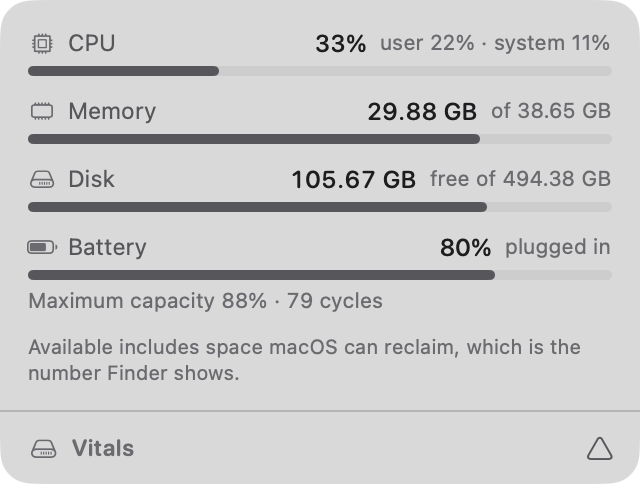 CPU 33% user 22% · system 11%
Memory 29.88 GB of 38.65 GB
Disk 105.67 GB free of 494.38 GB
Battery 80% plugged in
Maximum capacity 88% · 79 cycles
Available includes space macOS can reclaim, which is the
number Finder shows.
Vitals